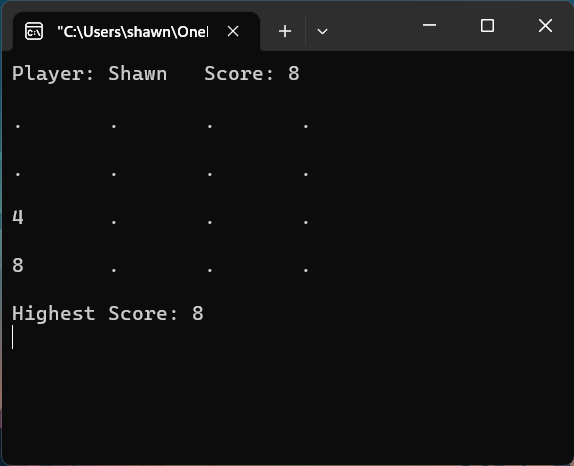 "C:\Users\shawn\OneI
Player: Shawn   Score: 8
.       .       .       .
.       .       .       .
4       .       .       .
8       .       .       .
Highest Score: 8